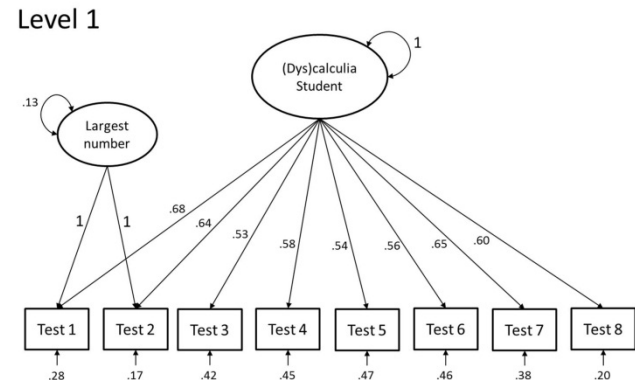 Level 1
1
(Dys)calculia
Student
.13
Largest
number
.68
.64
.53
.58
.54
.56
.65
.60
1
1
Test 1
Test 2
Test 3
Test 4
Test 5
Test 6
Test 7
Test 8
.28
.17
.42
.45
.47
.46
.38
.20